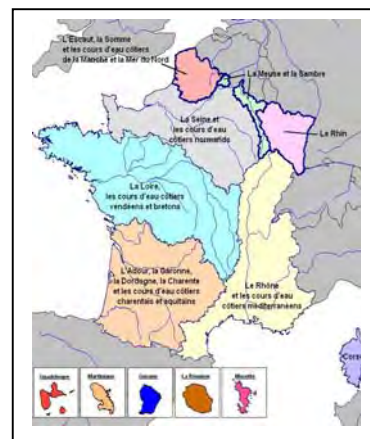 L'Escaut, la Somme
et les cours d'eau côtiers
de la Manche et la Mer du Nord
La Meuse et la Sambre
La Seine et
les cours d'eau
côtiers normands
Le Rhin
La Loire,
les cours d'eau côtiers
vendéens et bretons
L'Adour, la Garonne,
la Dordogne, la Charente
et les cours d'eau côtiers
charentais et aquitains
Le Rhône
et les cours d'eau
côtiers méditerranéens
Corse
Guadeloupe Martinique Guyane La Réunion Mayotte